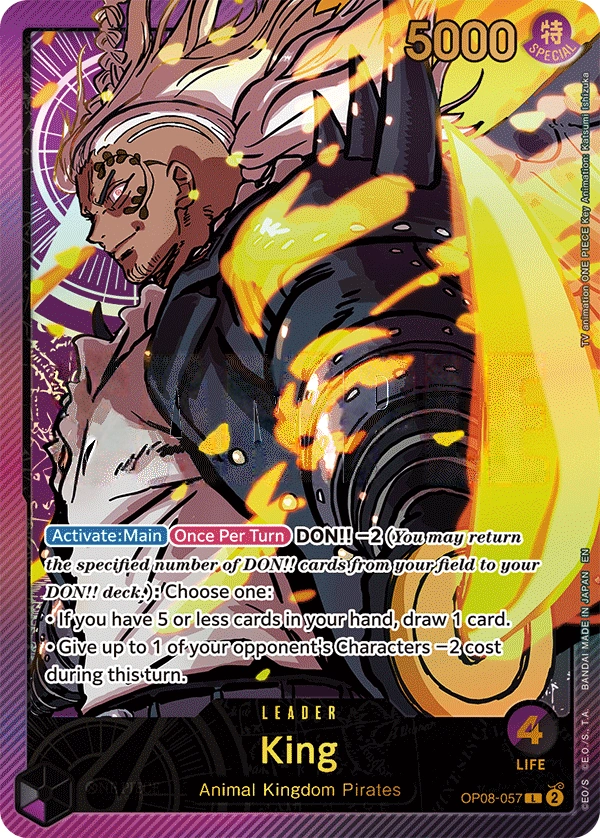 5000
特
SPECIAL
TV animation ONE PIECE Key Animation: Katsumi Ishizuka
Activate:Main Once Per Turn DON!! −2 (You may return
the specified number of DON!! cards from your field to your
DON!! deck.): Choose one:
• If you have 5 or less cards in your hand, draw 1 card.
• Give up to 1 of your opponent's Characters −2 cost
during this turn.
LEADER
King
Animal Kingdom Pirates
4
LIFE
OP08-057 L 2
©E.O/S ©E.O./S., T.A. BANDAI MADE IN JAPAN EN